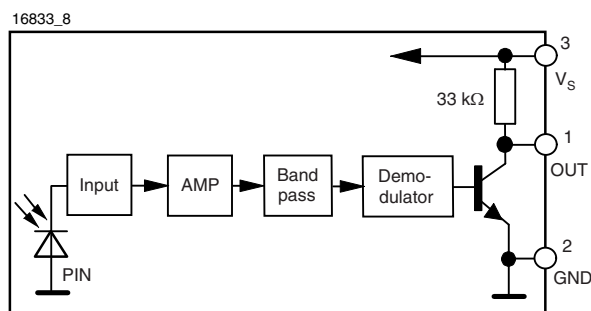 16833_8
3
V_S
33 kΩ
1
OUT
Input
AMP
Band
pass
Demo-
dulator
2
GND
PIN